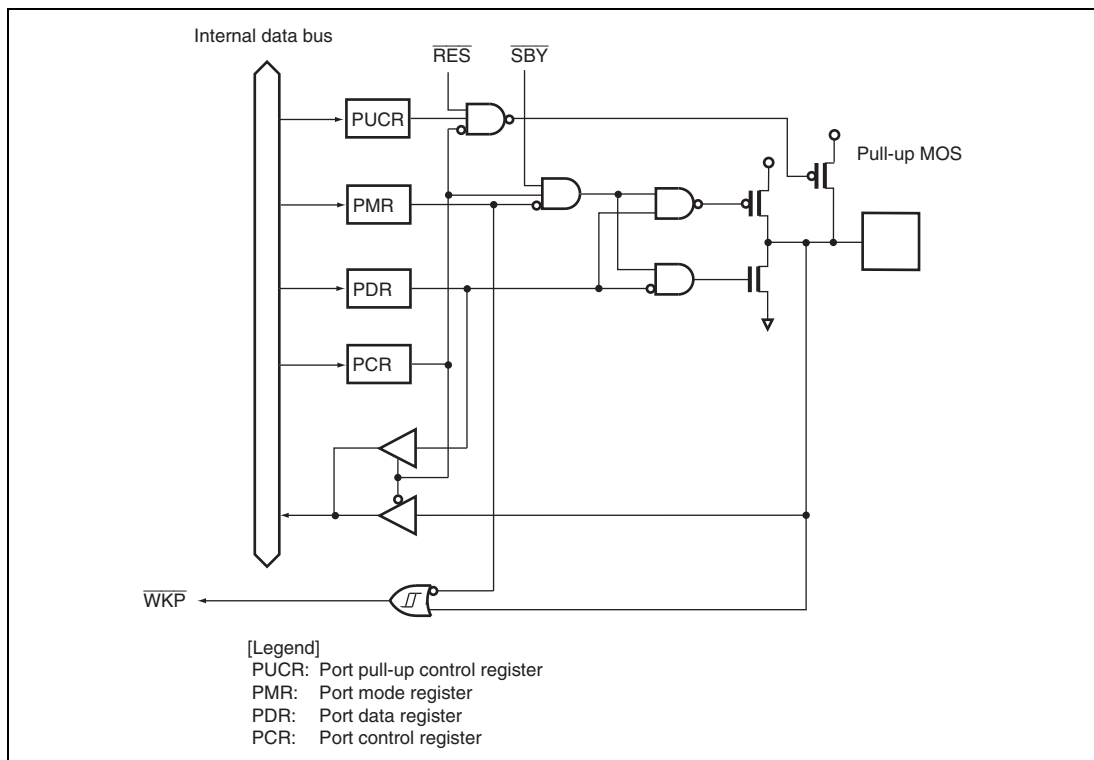 Internal data bus
RES
SBY
PUCR
Pull-up MOS
PMR
PDR
PCR
WKP
[Legend]
PUCR: Port pull-up control register
PMR: Port mode register
PDR: Port data register
PCR: Port control register